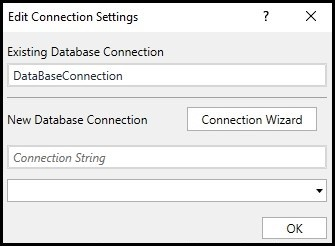 Edit Connection Settings ? ×
Existing Database Connection
DataBaseConnection
New Database Connection Connection Wizard
Connection String
OK